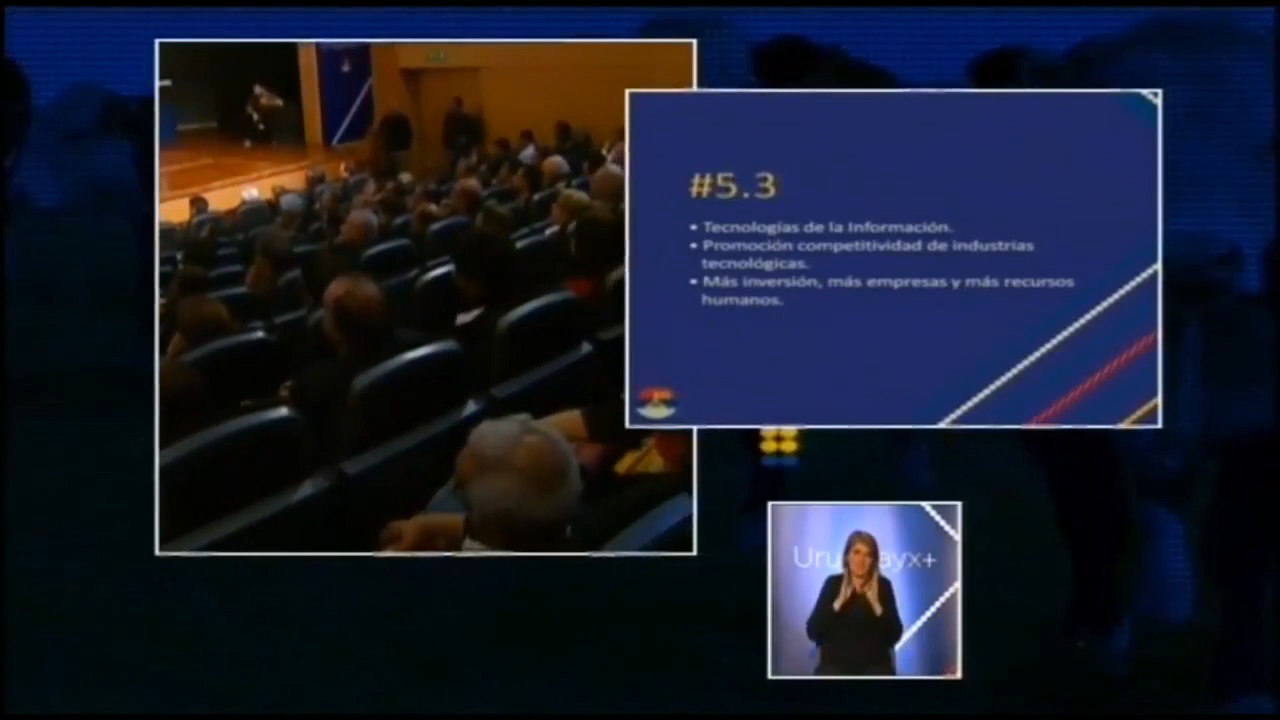 #5.3
• Tecnologías de la Información.
• Promoción competitividad de industrias
tecnológicas.
• Más inversión, más empresas y más recursos
humanos.